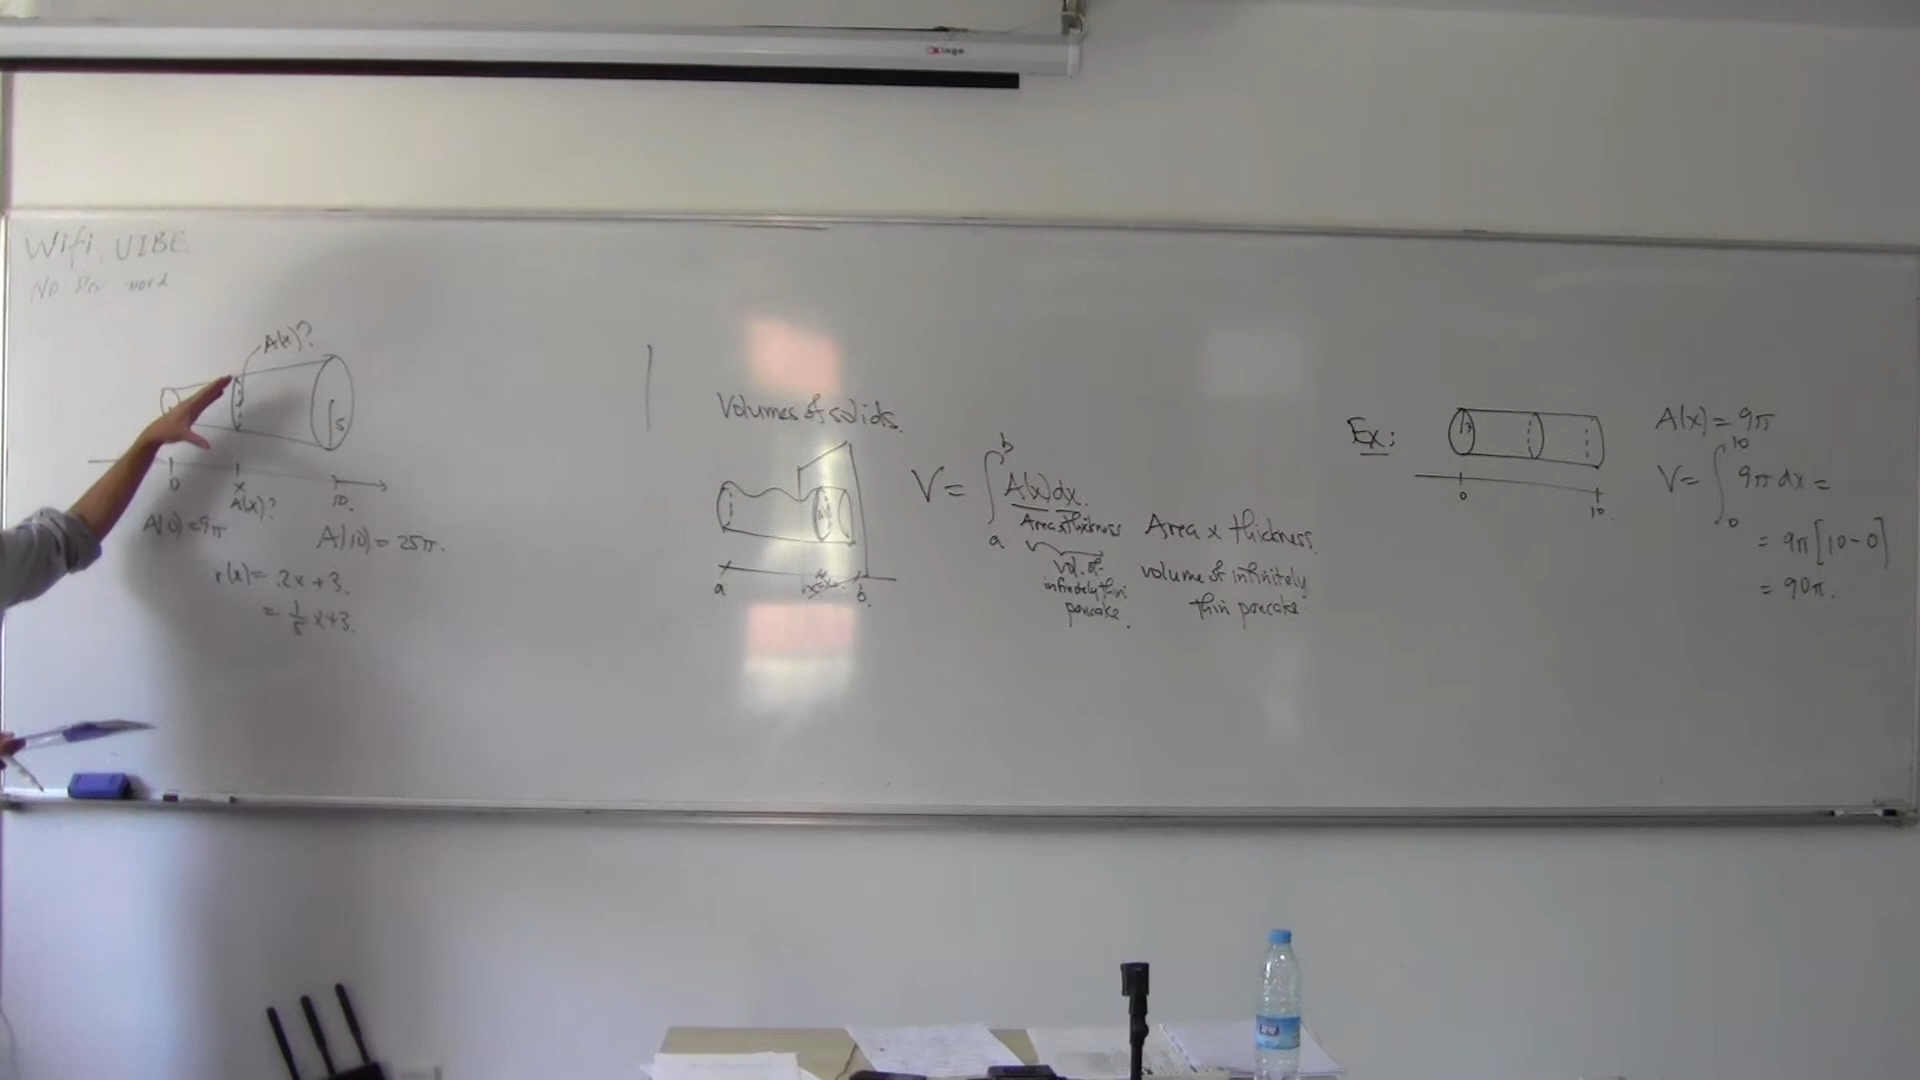 Wifi, UIBE
A(x)?
5
0
x
10.
A(x)?
A(0)=9π
A(10)=25π.
r(x)= .2x+3.
= 1/5 x+3.
Volumes of solids.
V= ∫ₐᵇ A(x)dx.
Area x thickness
Vol. of
infinitely thin
pancake.
a
b.
Area x thickness.
volume of infinitely
thin pancake
Ex:
3
0
10.
A(x)= 9π
V= ∫₀¹⁰ 9π dx =
= 9π[10-0]
= 90π.